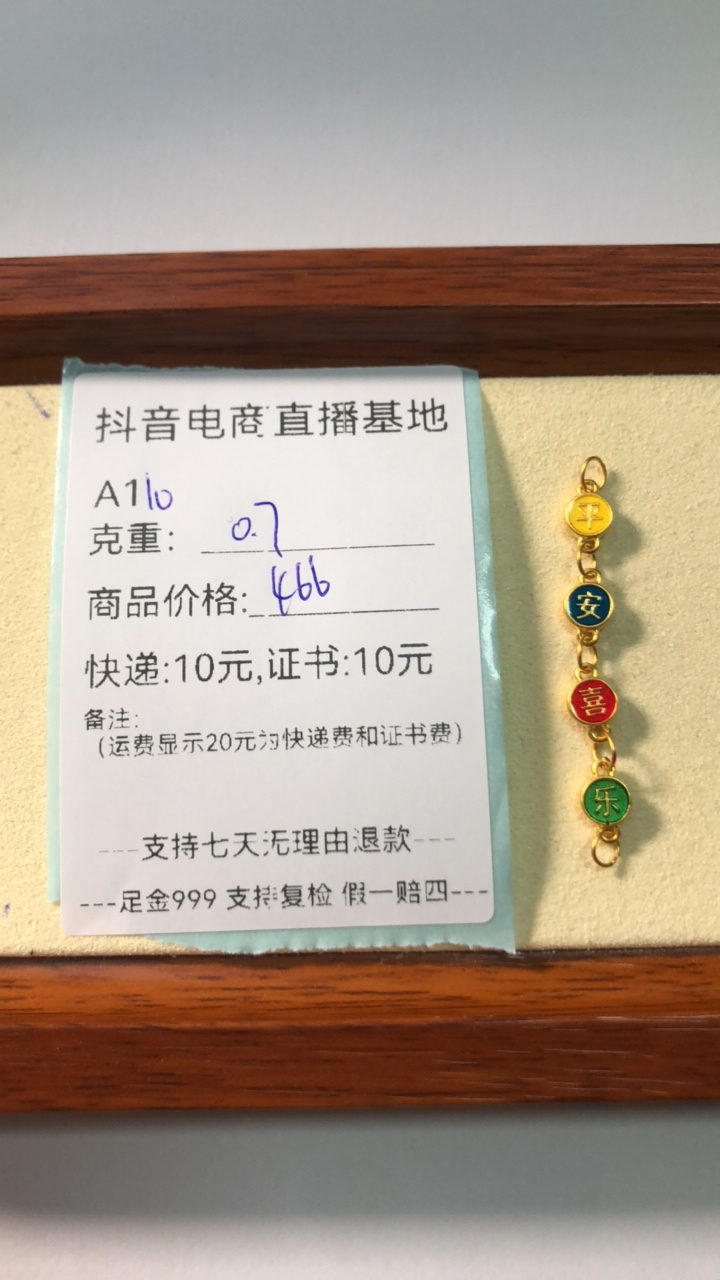 抖音电商直播基地
A110
克重：0.7
商品价格:466
快递:10元,证书:10元
备注:
（运费显示20元为快递费和证书费）
---支持七天无理由退款---
---足金999 支持复检 假一赔四---
平
安
喜
乐